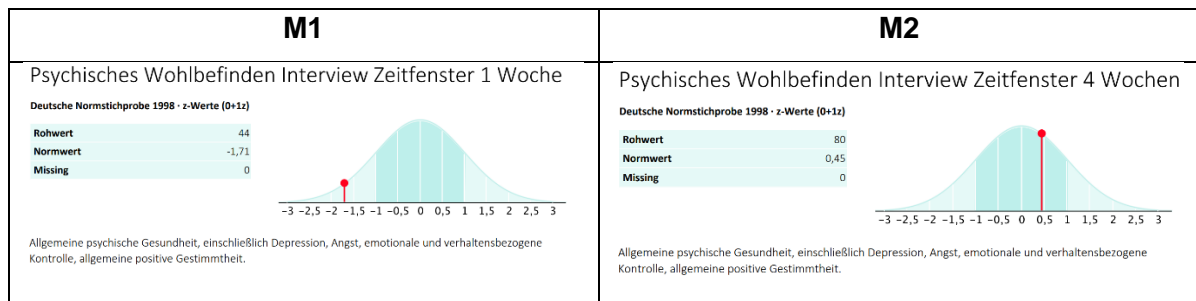 M1
M2
Psychisches Wohlbefinden Interview Zeitfenster 1 Woche
Deutsche Normstichprobe 1998 · z-Werte (0+1z)
Rohwert 44
Normwert -1,71
Missing 0
-3 -2,5 -2 -1,5 -1 -0,5 0 0,5 1 1,5 2 2,5 3
Allgemeine psychische Gesundheit, einschließlich Depression, Angst, emotionale und verhaltensbezogene
Kontrolle, allgemeine positive Gestimmtheit.
Psychisches Wohlbefinden Interview Zeitfenster 4 Wochen
Deutsche Normstichprobe 1998 · z-Werte (0+1z)
Rohwert 80
Normwert 0,45
Missing 0
-3 -2,5 -2 -1,5 -1 -0,5 0 0,5 1 1,5 2 2,5 3
Allgemeine psychische Gesundheit, einschließlich Depression, Angst, emotionale und verhaltensbezogene
Kontrolle, allgemeine positive Gestimmtheit.